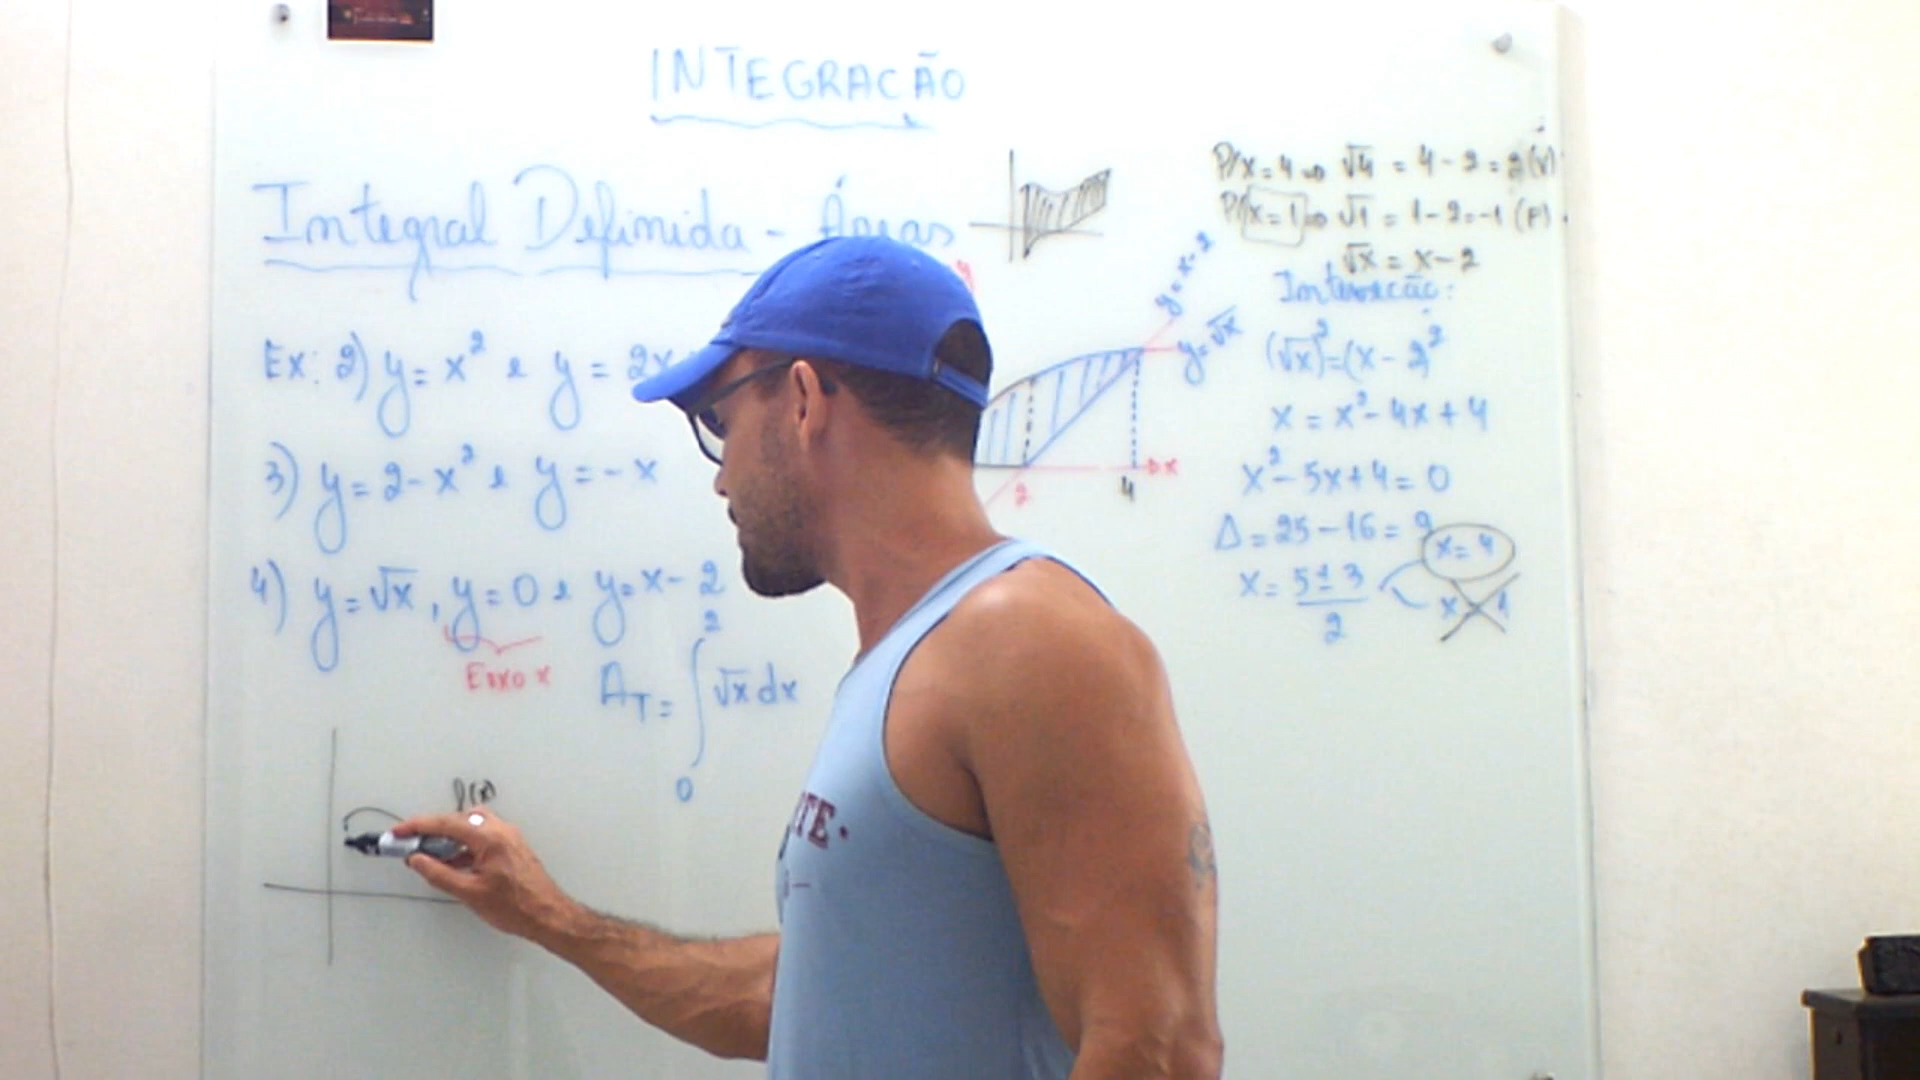 INTEGRAÇÃO
Integral Definida - Áreas
Ex: 2) y = x² e y = 2x
3) y = 2 - x² e y = -x
4) y = √x, y = 0 e y = x - 2
Eixo x
A_T = ∫₀² √x dx
f(x)
y
y = x - 2
y = √x
2
4
x
P/ x = 4 ⇒ √4 = 4 - 2 = 2 (V)
P/ x = 1 ⇒ √1 = 1 - 2 = -1 (F)
√x = x - 2
Interseção:
(√x)² = (x - 2)²
x = x² - 4x + 4
x² - 5x + 4 = 0
Δ = 25 - 16 = 9
x = (5 ± 3)/2
x = 4
x = 1